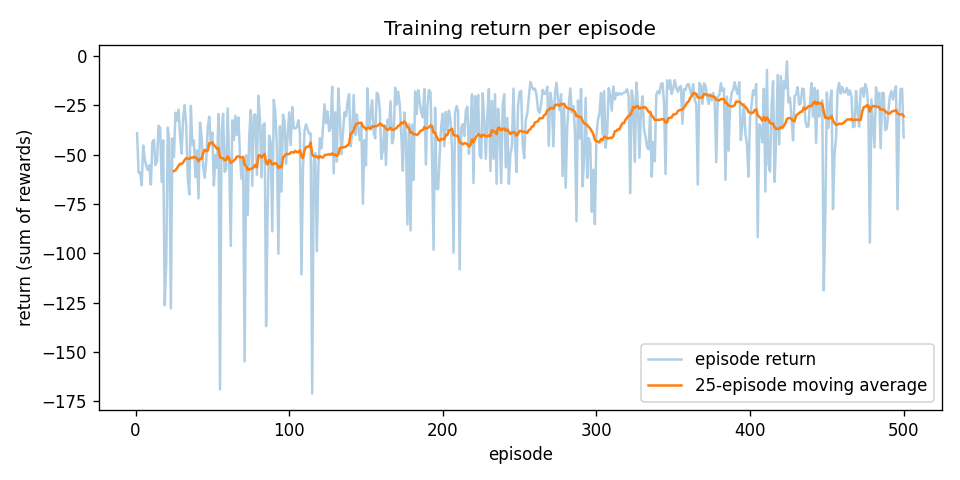 Training return per episode
return (sum of rewards)
0
−25
−50
−75
−100
−125
−150
−175
0
100
200
300
400
500
episode
episode return
25-episode moving average